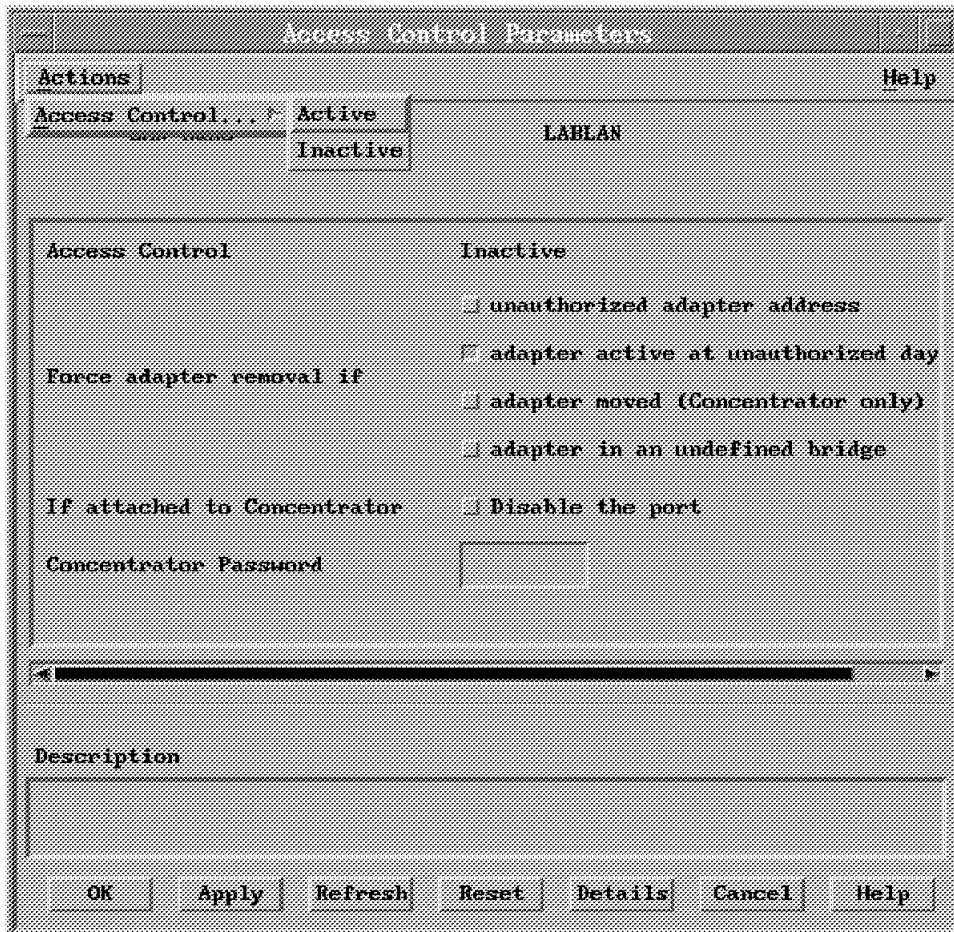 Access Control Parameters
Actions Help
Access Control... Active
LABLAN
Inactive
Access Control Inactive
unauthorized adapter address
adapter active at unauthorized day
Force adapter removal if
adapter moved (Concentrator only)
adapter in an undefined bridge
If attached to Concentrator Disable the port
Concentrator Password
Description
OK Apply Refresh Reset Details Cancel Help